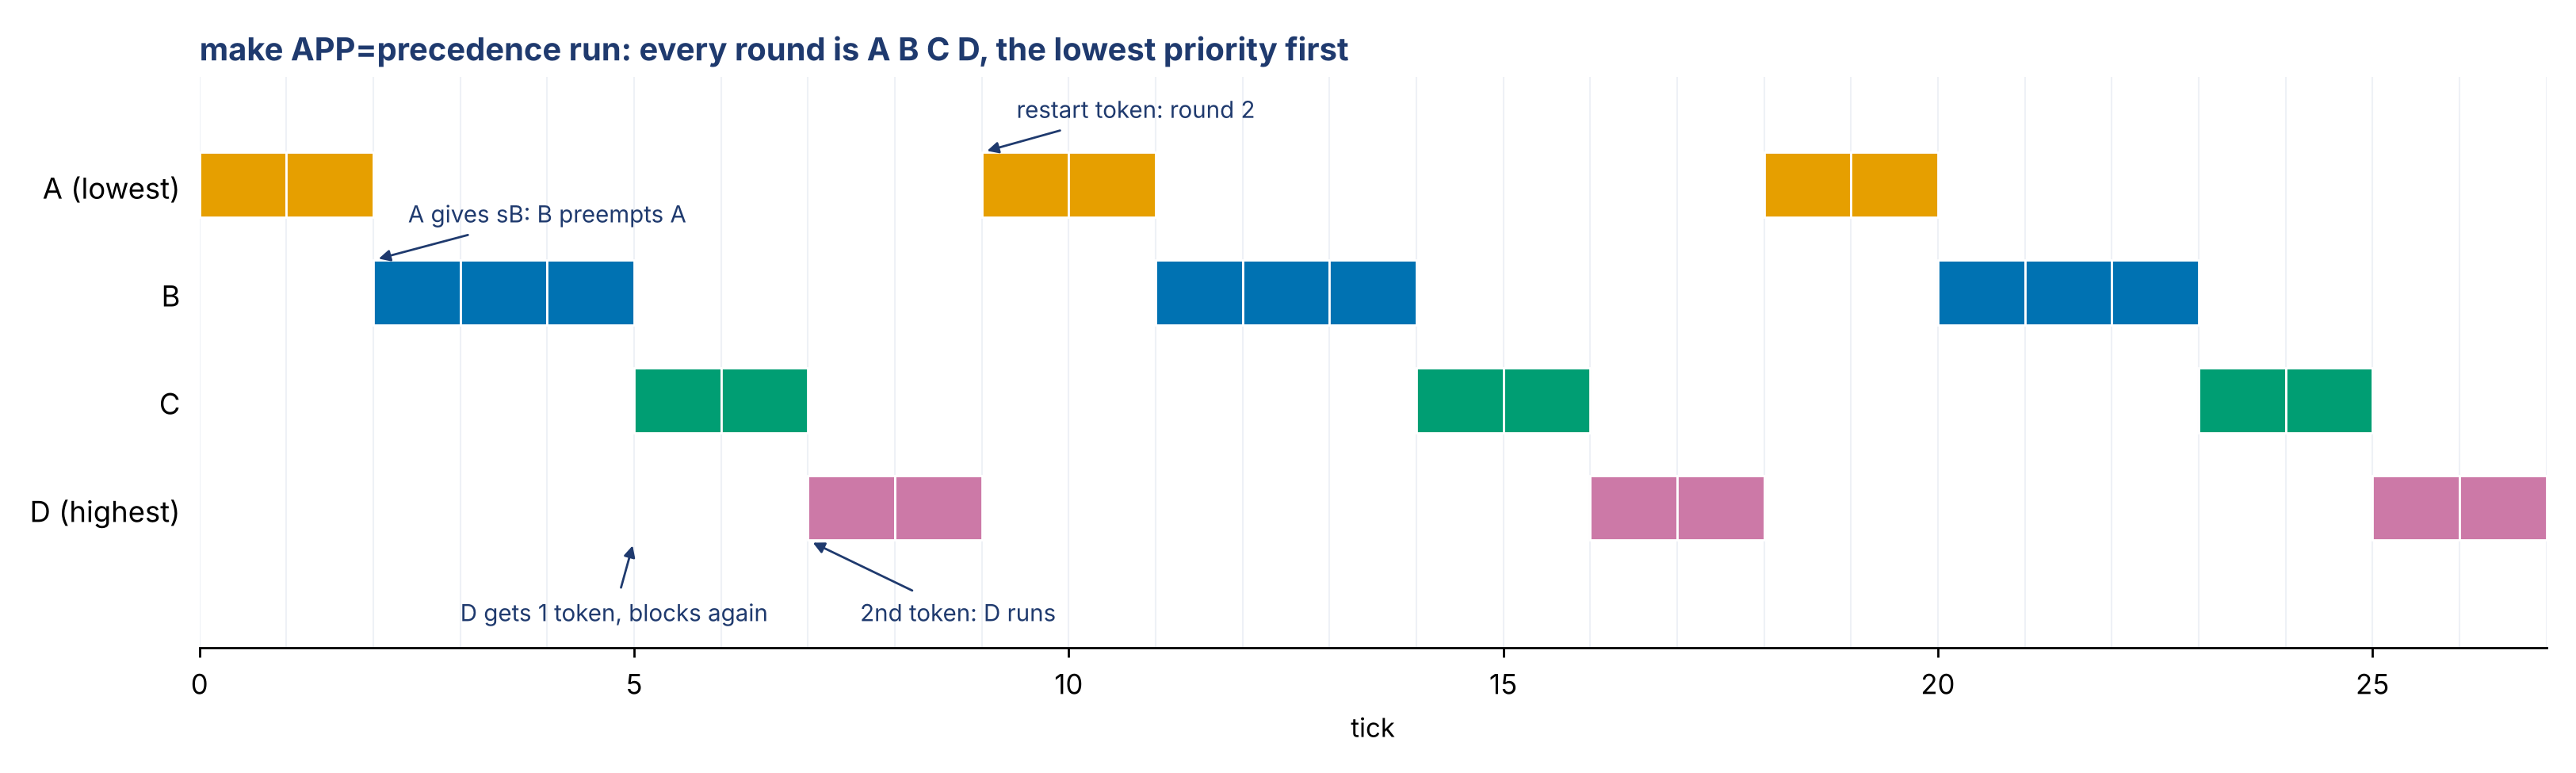 make APP=precedence run: every round is A B C D, the lowest priority first
restart token: round 2
A (lowest)
A gives sB: B preempts A
B
C
D (highest)
D gets 1 token, blocks again
2nd token: D runs
0 5 10 15 20 25
tick